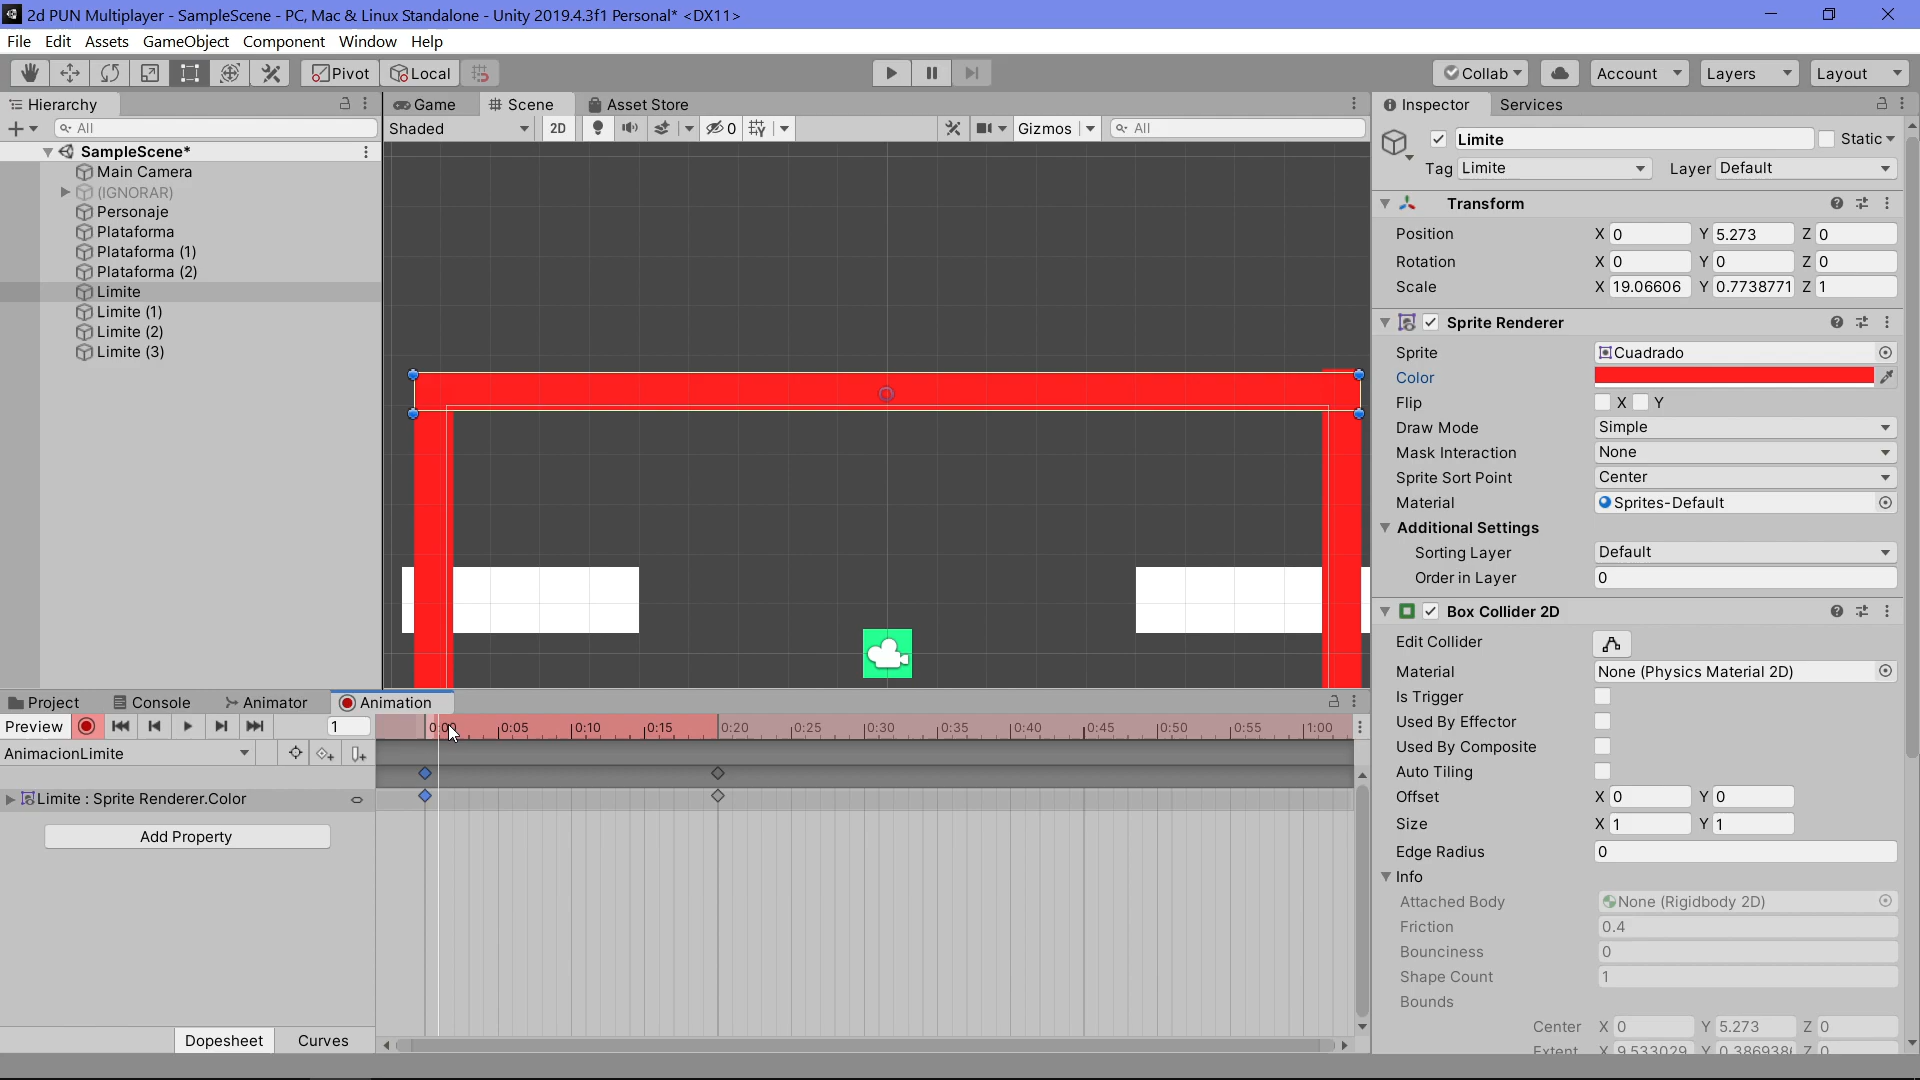 2d PUN Multiplayer - SampleScene - PC, Mac & Linux Standalone - Unity 2019.4.3f1 Personal* <DX11>
File Edit Assets GameObject Component Window Help
Pivot Local Collab Account Layers Layout
Hierarchy
All
SampleScene*
Main Camera
(IGNORAR)
Personaje
Plataforma
Plataforma (1)
Plataforma (2)
Limite
Limite (1)
Limite (2)
Limite (3)
Game Scene Asset Store
Shaded 2D 0 Gizmos All
Inspector Services
Limite Static
Tag Limite Layer Default
Transform
Position X 0 Y 5.273 Z 0
Rotation X 0 Y 0 Z 0
Scale X 19.06606 Y 0.7738771 Z 1
Sprite Renderer
Sprite Cuadrado
Color
Flip X Y
Draw Mode Simple
Mask Interaction None
Sprite Sort Point Center
Material Sprites-Default
Additional Settings
Sorting Layer Default
Order in Layer 0
Box Collider 2D
Edit Collider
Material None (Physics Material 2D)
Is Trigger
Used By Effector
Used By Composite
Auto Tiling
Offset X 0 Y 0
Size X 1 Y 1
Edge Radius 0
Info
Attached Body None (Rigidbody 2D)
Friction 0.4
Bounciness 0
Shape Count 1
Bounds
Center X 0 Y 5.273 Z 0
Extent X 9.533029 Y Z 0
Project Console Animator Animation
Preview 1 0:05 0:10 0:15 0:20 0:25 0:30 0:35 0:40 0:45 0:50 0:55 1:00
AnimacionLimite
Limite : Sprite Renderer.Color
Add Property
Dopesheet Curves